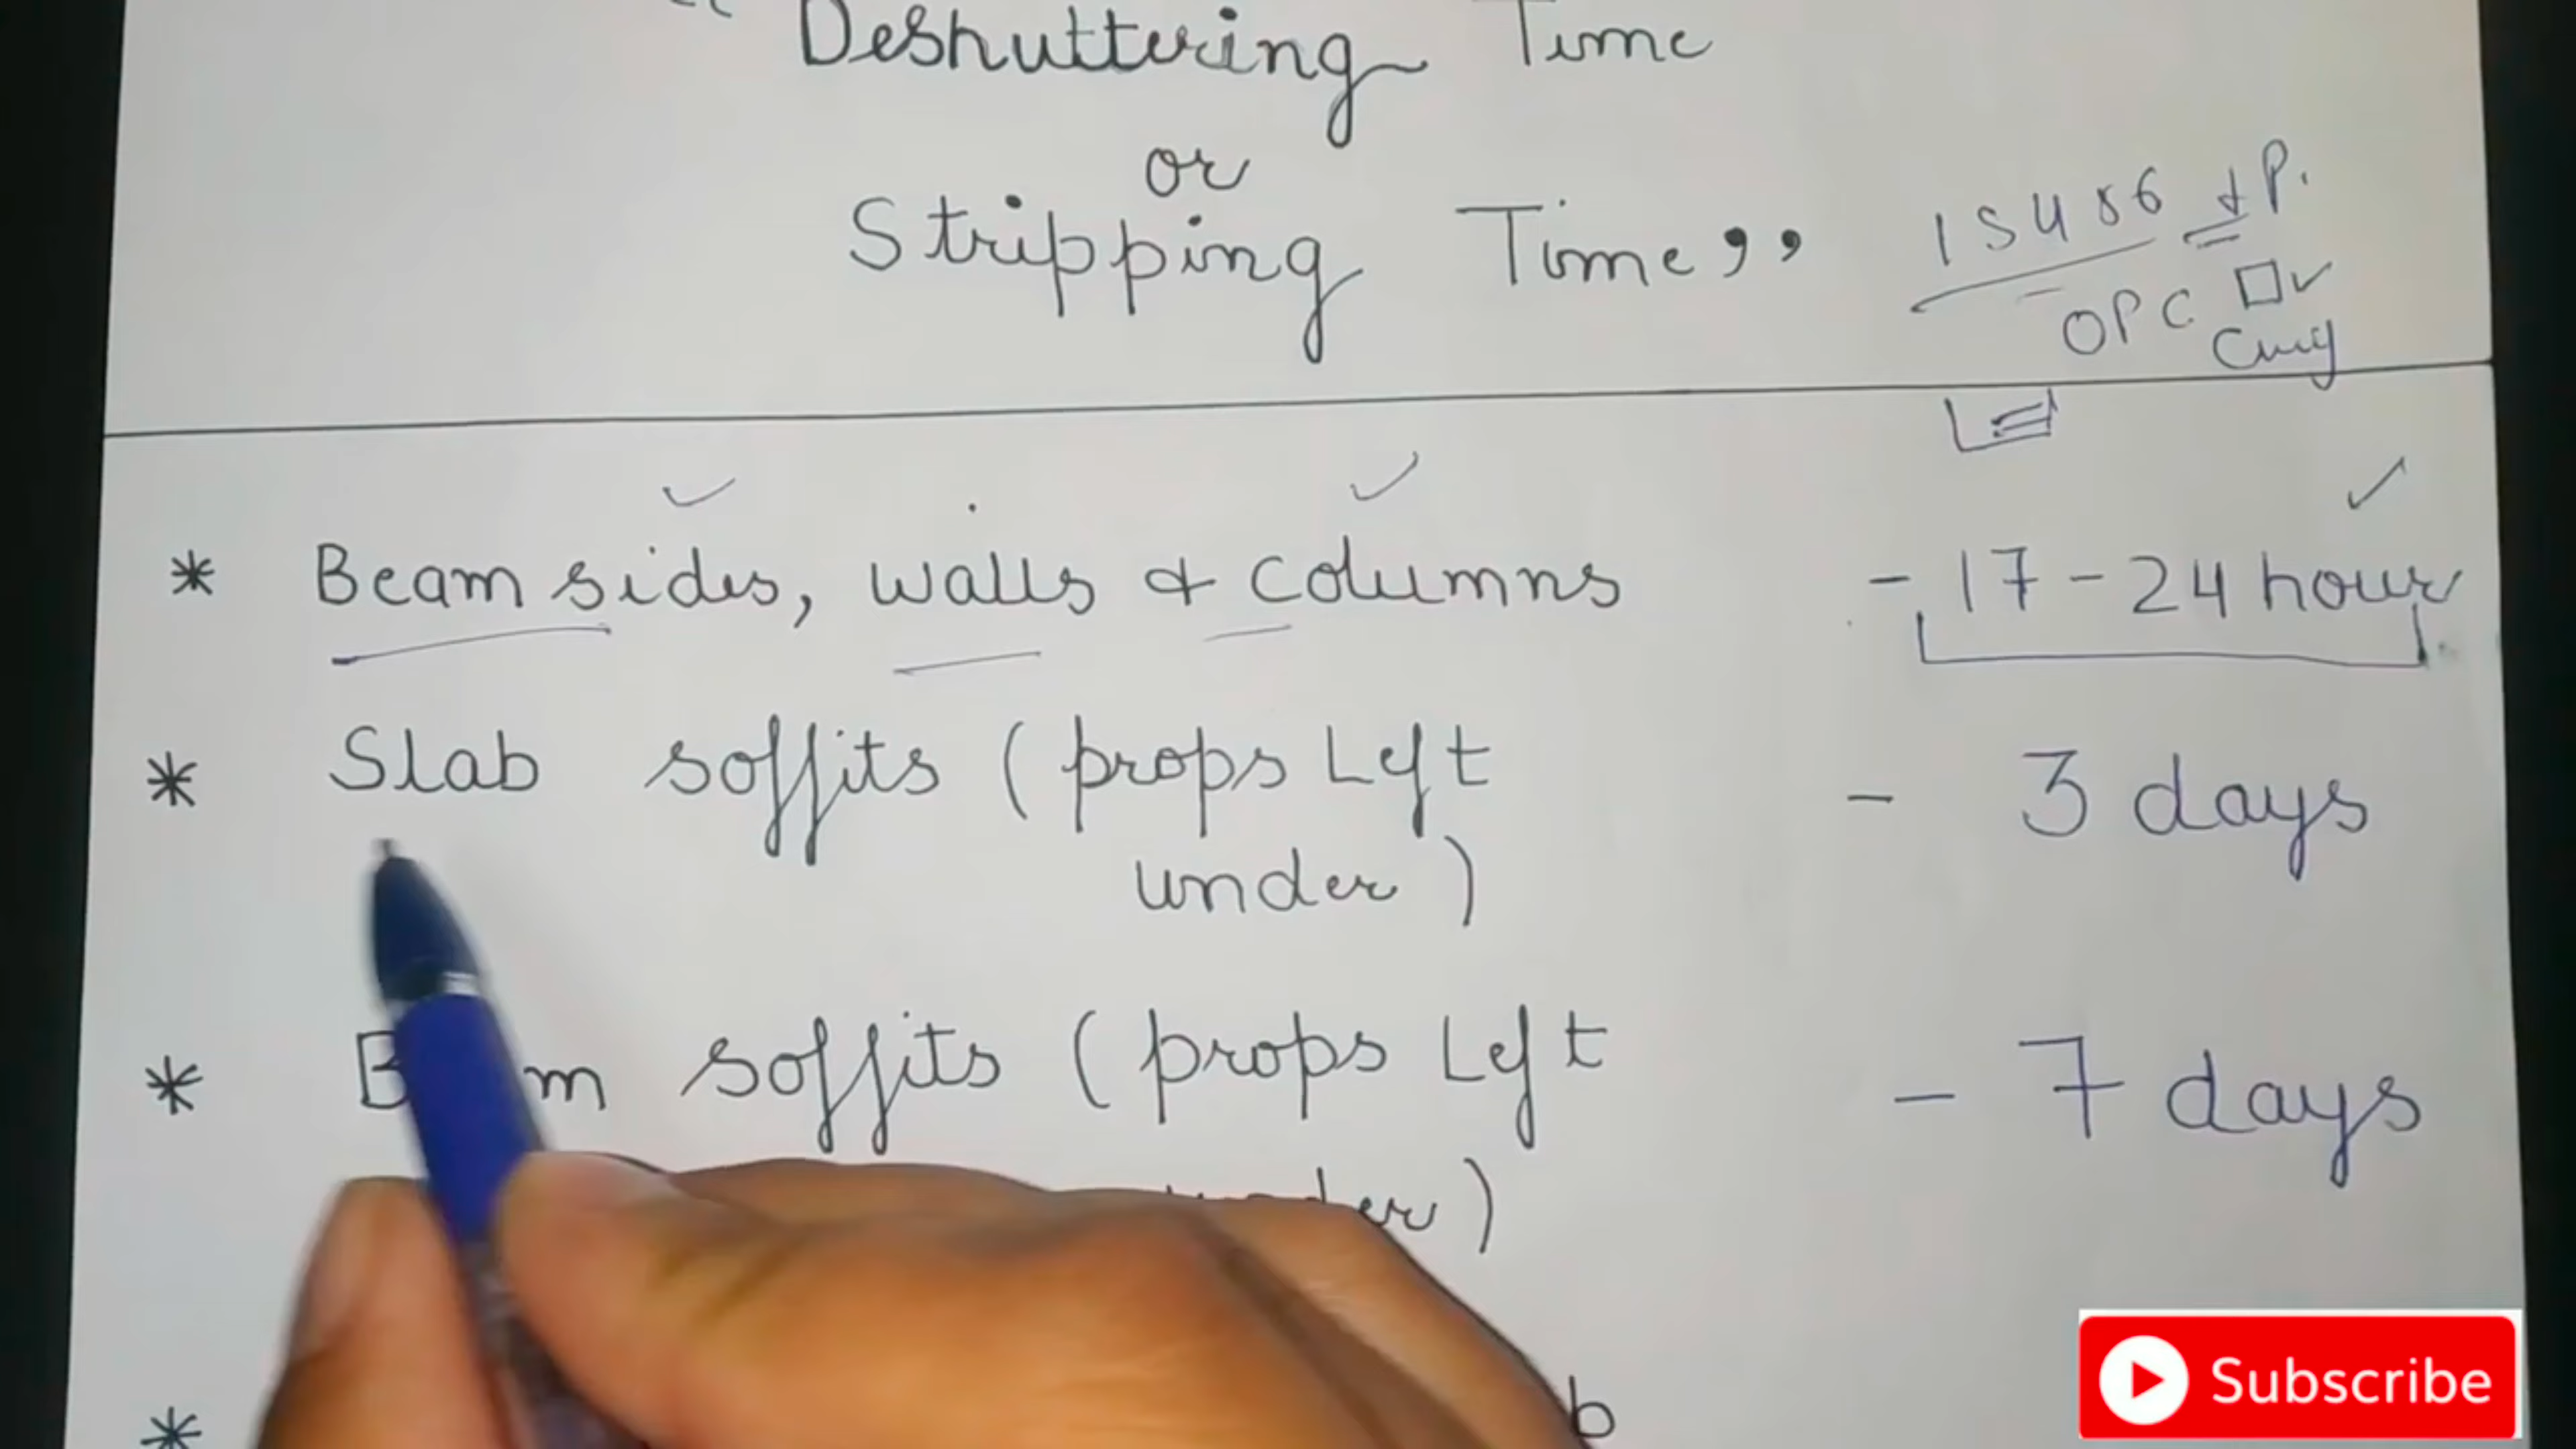 “ Deshuttering Time
or
Stripping Time ”
IS 456 & P.
OPC
* Beam sides, walls & columns - 17-24 hour
* Slab soffits (props Left - 3 days
under)
* soffits (props Left - 7 days
*
Subscribe